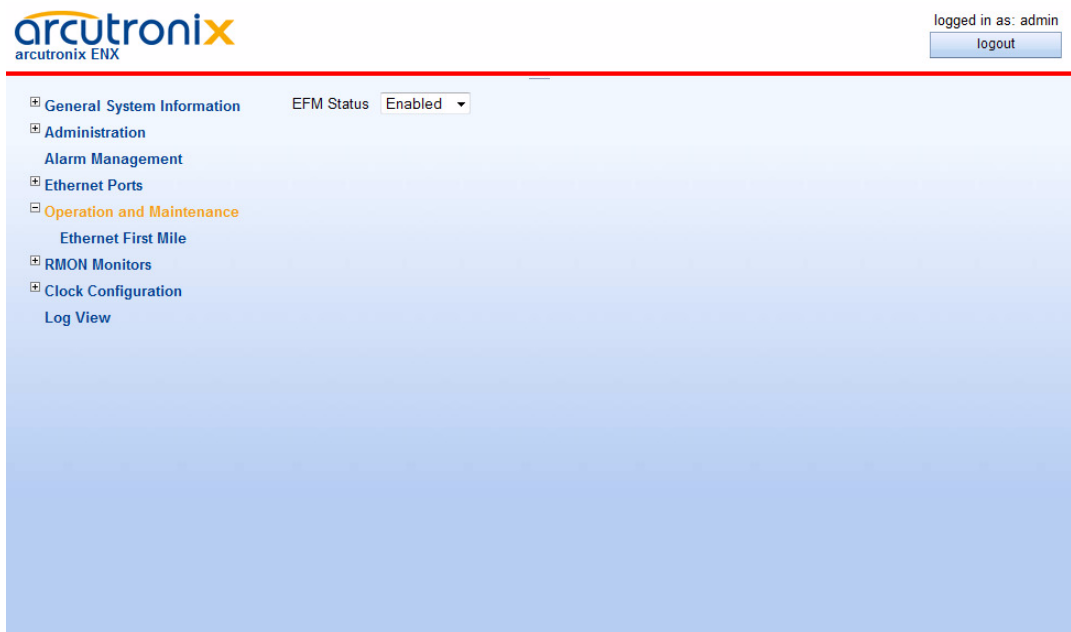 arcutronix
arcutronix ENX
logged in as: admin
logout
General System Information
EFM Status Enabled
Administration
Alarm Management
Ethernet Ports
Operation and Maintenance
Ethernet First Mile
RMON Monitors
Clock Configuration
Log View